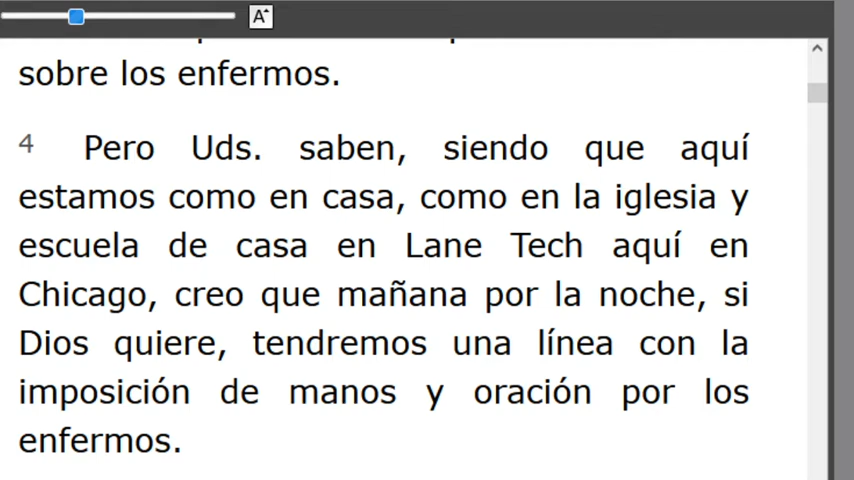 A
sobre los enfermos.
4 Pero Uds. saben, siendo que aquí
estamos como en casa, como en la iglesia y
escuela de casa en Lane Tech aquí en
Chicago, creo que mañana por la noche, si
Dios quiere, tendremos una línea con la
imposición de manos y oración por los
enfermos.